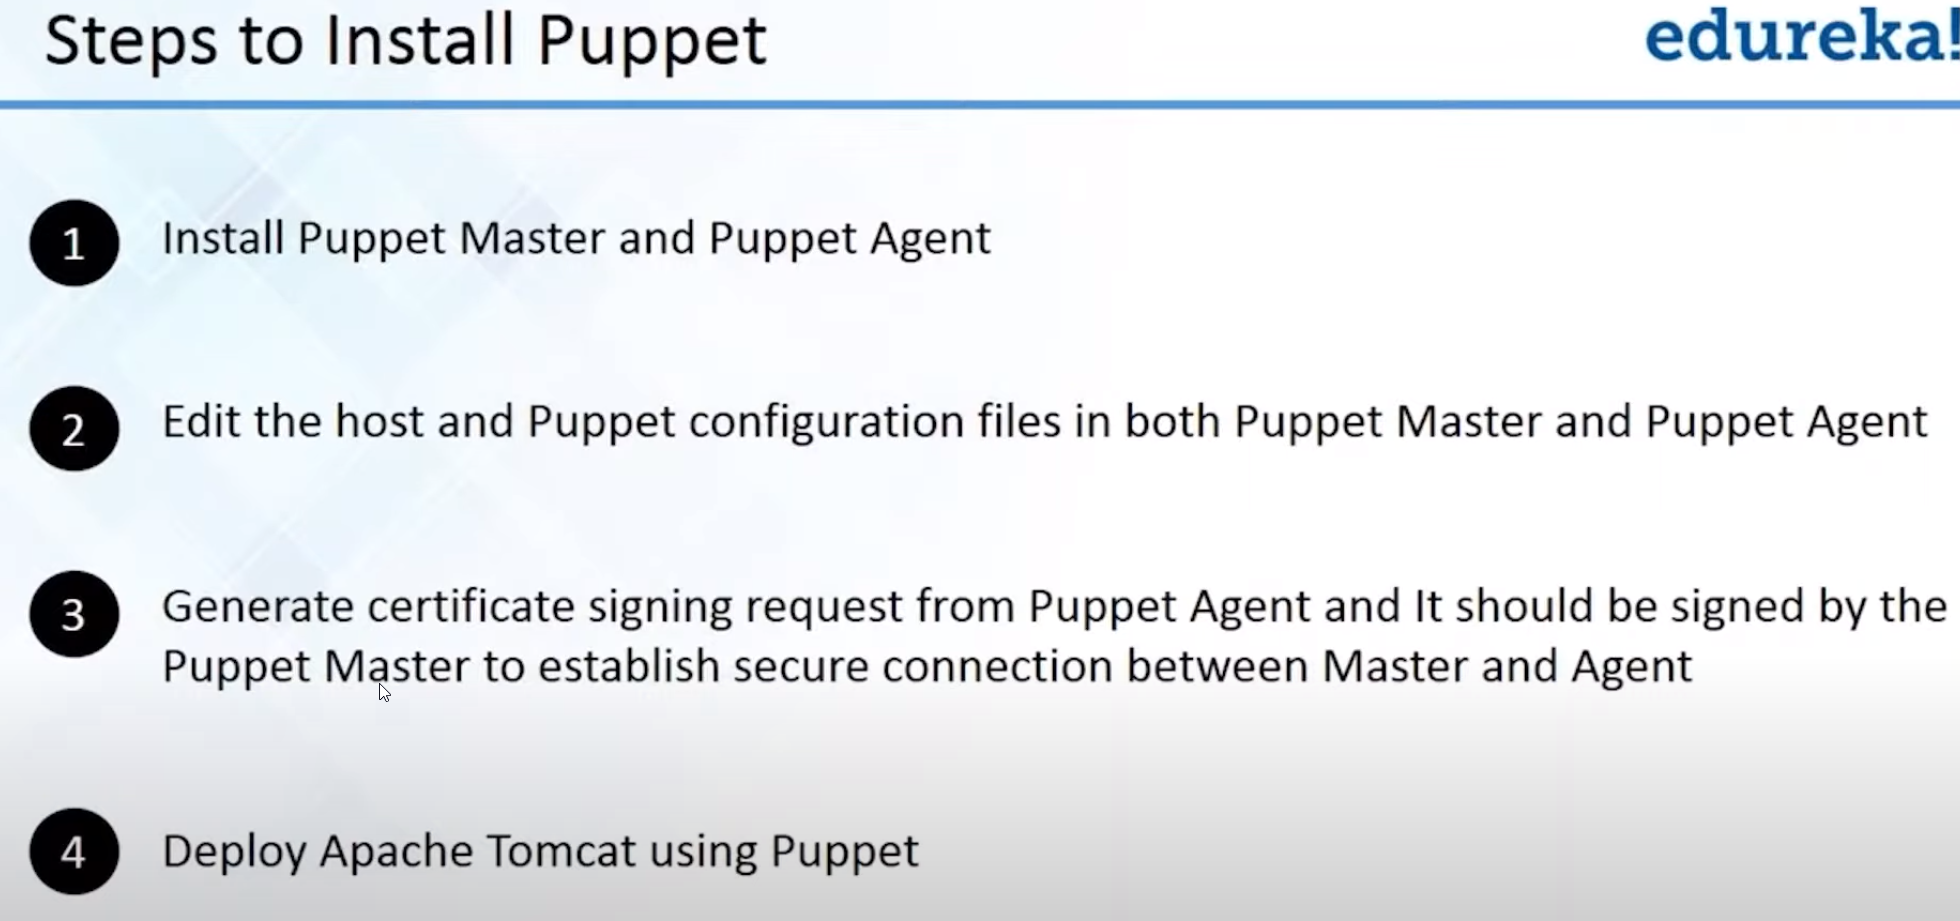 Steps to Install Puppet
edureka!
1
Install Puppet Master and Puppet Agent
2
Edit the host and Puppet configuration files in both Puppet Master and Puppet Agent
3
Generate certificate signing request from Puppet Agent and It should be signed by the
Puppet Master to establish secure connection between Master and Agent
4
Deploy Apache Tomcat using Puppet